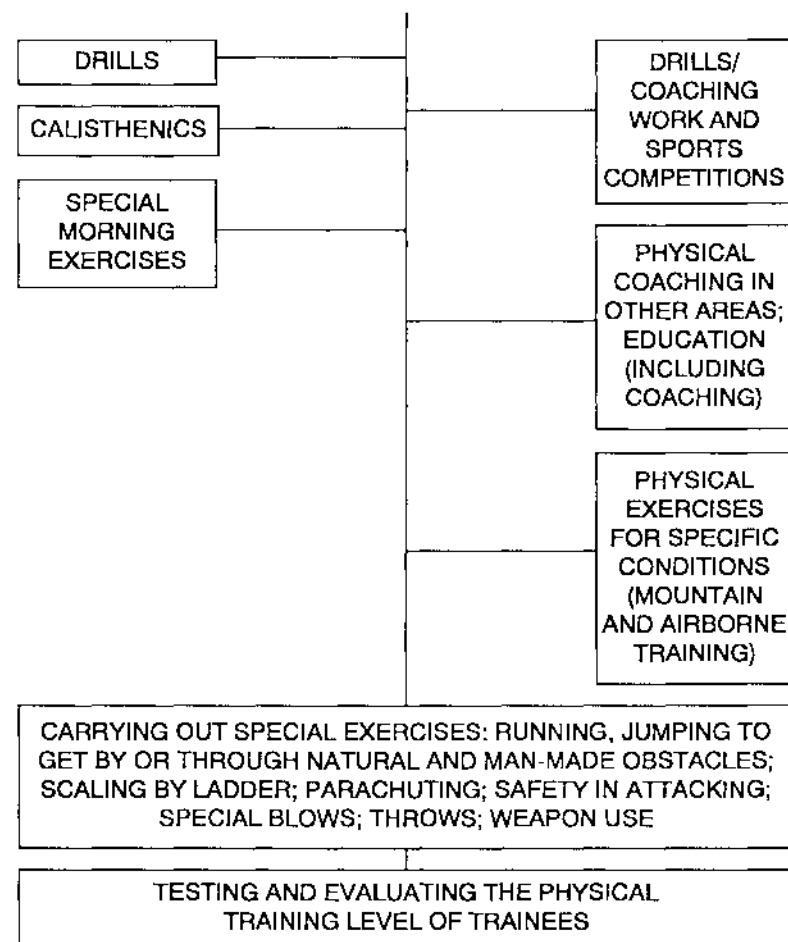 DRILLS
CALISTHENICS
SPECIAL
MORNING
EXERCISES
DRILLS/
COACHING
WORK AND
SPORTS
COMPETITIONS
PHYSICAL
COACHING IN
OTHER AREAS;
EDUCATION
(INCLUDING
COACHING)
PHYSICAL
EXERCISES
FOR SPECIFIC
CONDITIONS
(MOUNTAIN
AND AIRBORNE
TRAINING)
CARRYING OUT SPECIAL EXERCISES: RUNNING, JUMPING TO
GET BY OR THROUGH NATURAL AND MAN-MADE OBSTACLES;
SCALING BY LADDER; PARACHUTING; SAFETY IN ATTACKING;
SPECIAL BLOWS; THROWS; WEAPON USE
TESTING AND EVALUATING THE PHYSICAL
TRAINING LEVEL OF TRAINEES